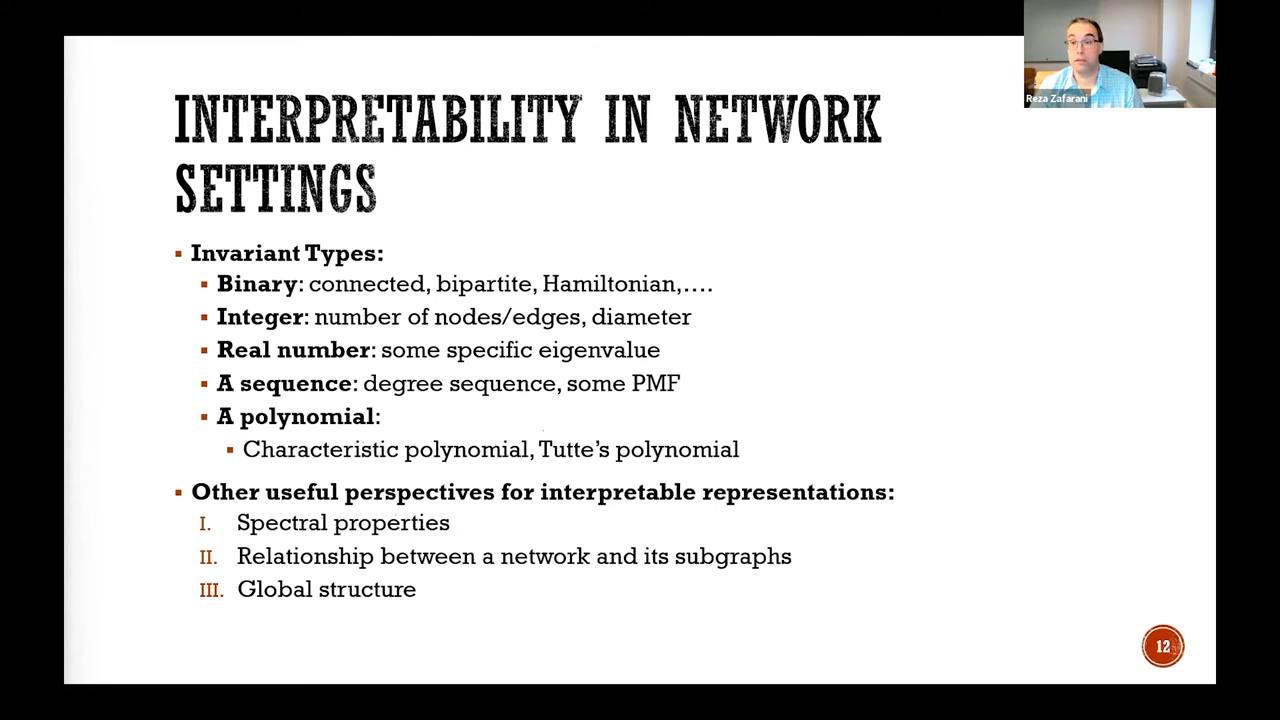 Reza Zafarani
INTERPRETABILITY IN NETWORK
SETTINGS
▪ Invariant Types:
▪ Binary: connected, bipartite, Hamiltonian,….
▪ Integer: number of nodes/edges, diameter
▪ Real number: some specific eigenvalue
▪ A sequence: degree sequence, some PMF
▪ A polynomial:
▪ Characteristic polynomial, Tutte’s polynomial
▪ Other useful perspectives for interpretable representations:
I. Spectral properties
II. Relationship between a network and its subgraphs
III. Global structure
12